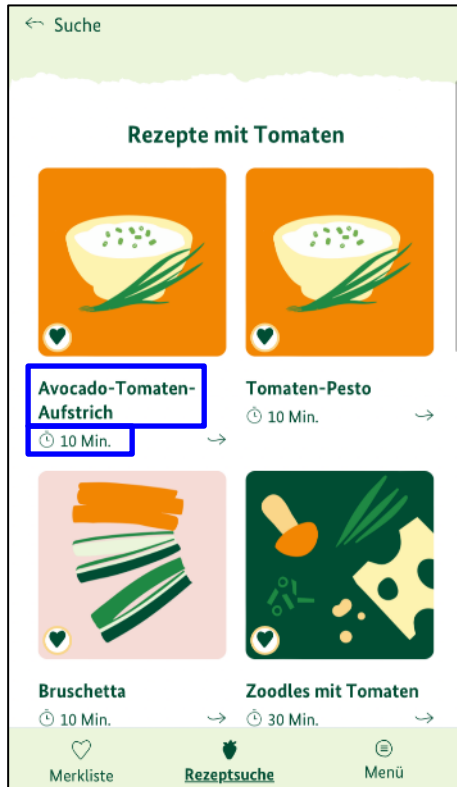 Suche
Rezepte mit Tomaten
Avocado-Tomaten-
Aufstrich
10 Min.
Tomaten-Pesto
10 Min.
Bruschetta
10 Min.
Zoodles mit Tomaten
30 Min.
Merkliste
Rezeptsuche
Menü